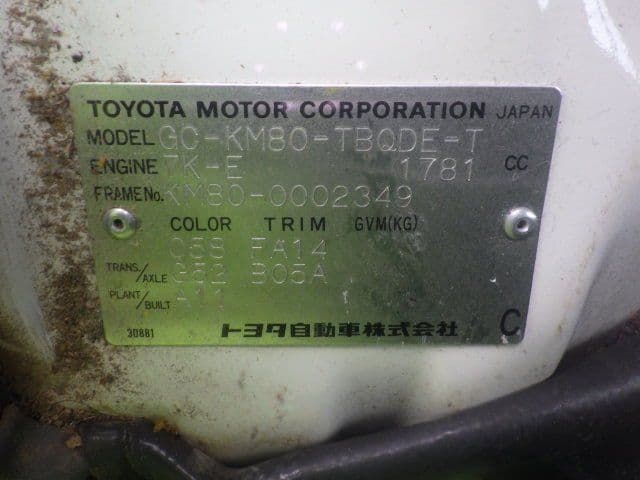 TOYOTA MOTOR CORPORATION JAPAN
MODEL GC-KM80-TBQDE-T
ENGINE 7K-E 1781 CC
FRAME No. KM80-0002349
COLOR TRIM GVM(KG)
058 FA14
TRANS./AXLE G52 B05A
PLANT/BUILT A11
30881 トヨタ自動車株式会社 C